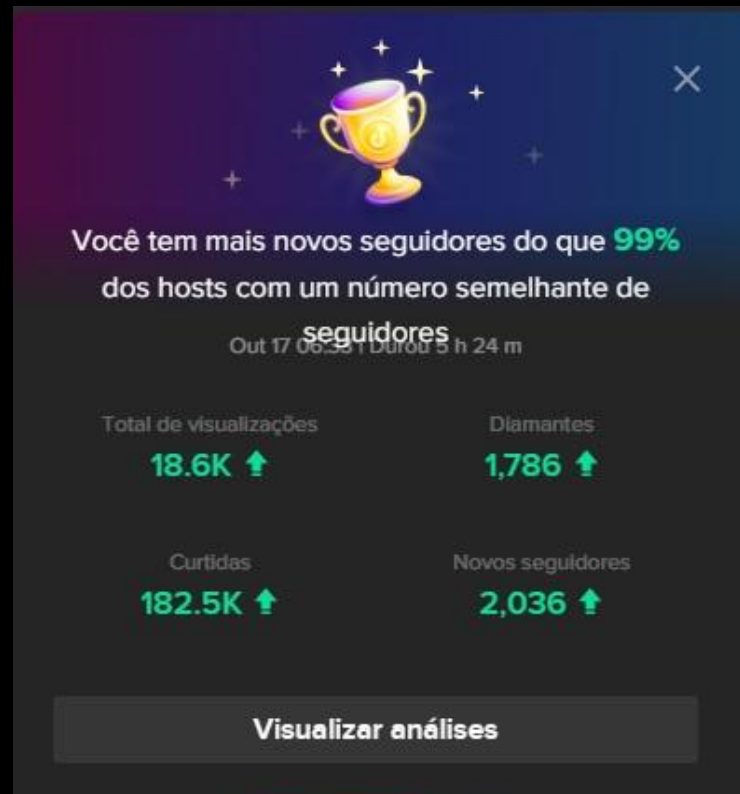 Você tem mais novos seguidores do que 99%
dos hosts com um número semelhante de
seguidores
Out 17 06:33 | Durou 5 h 24 m
Total de visualizações
Diamantes
18.6K
1,786
Curtidas
Novos seguidores
182.5K
2,036
Visualizar análises